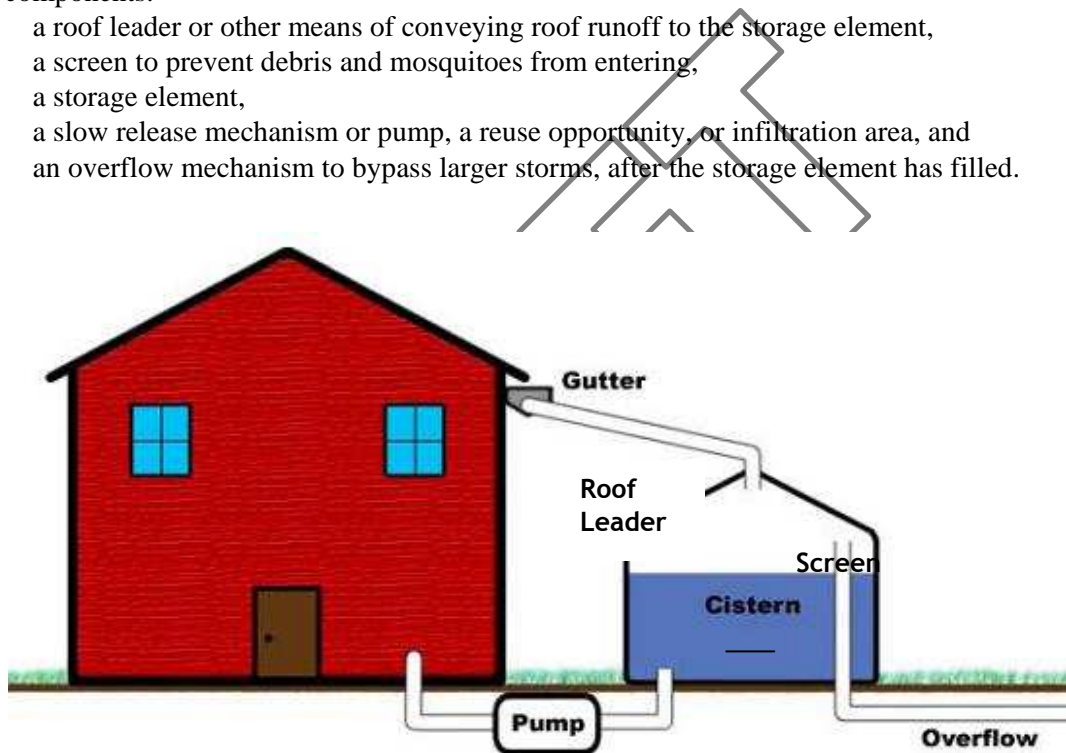 components:
a roof leader or other means of conveying roof runoff to the storage element,
a screen to prevent debris and mosquitoes from entering,
a storage element,
a slow release mechanism or pump, a reuse opportunity, or infiltration area, and
an overflow mechanism to bypass larger storms, after the storage element has filled.
Gutter
Roof
Leader
Screen
Cistern
Pump
Overflow